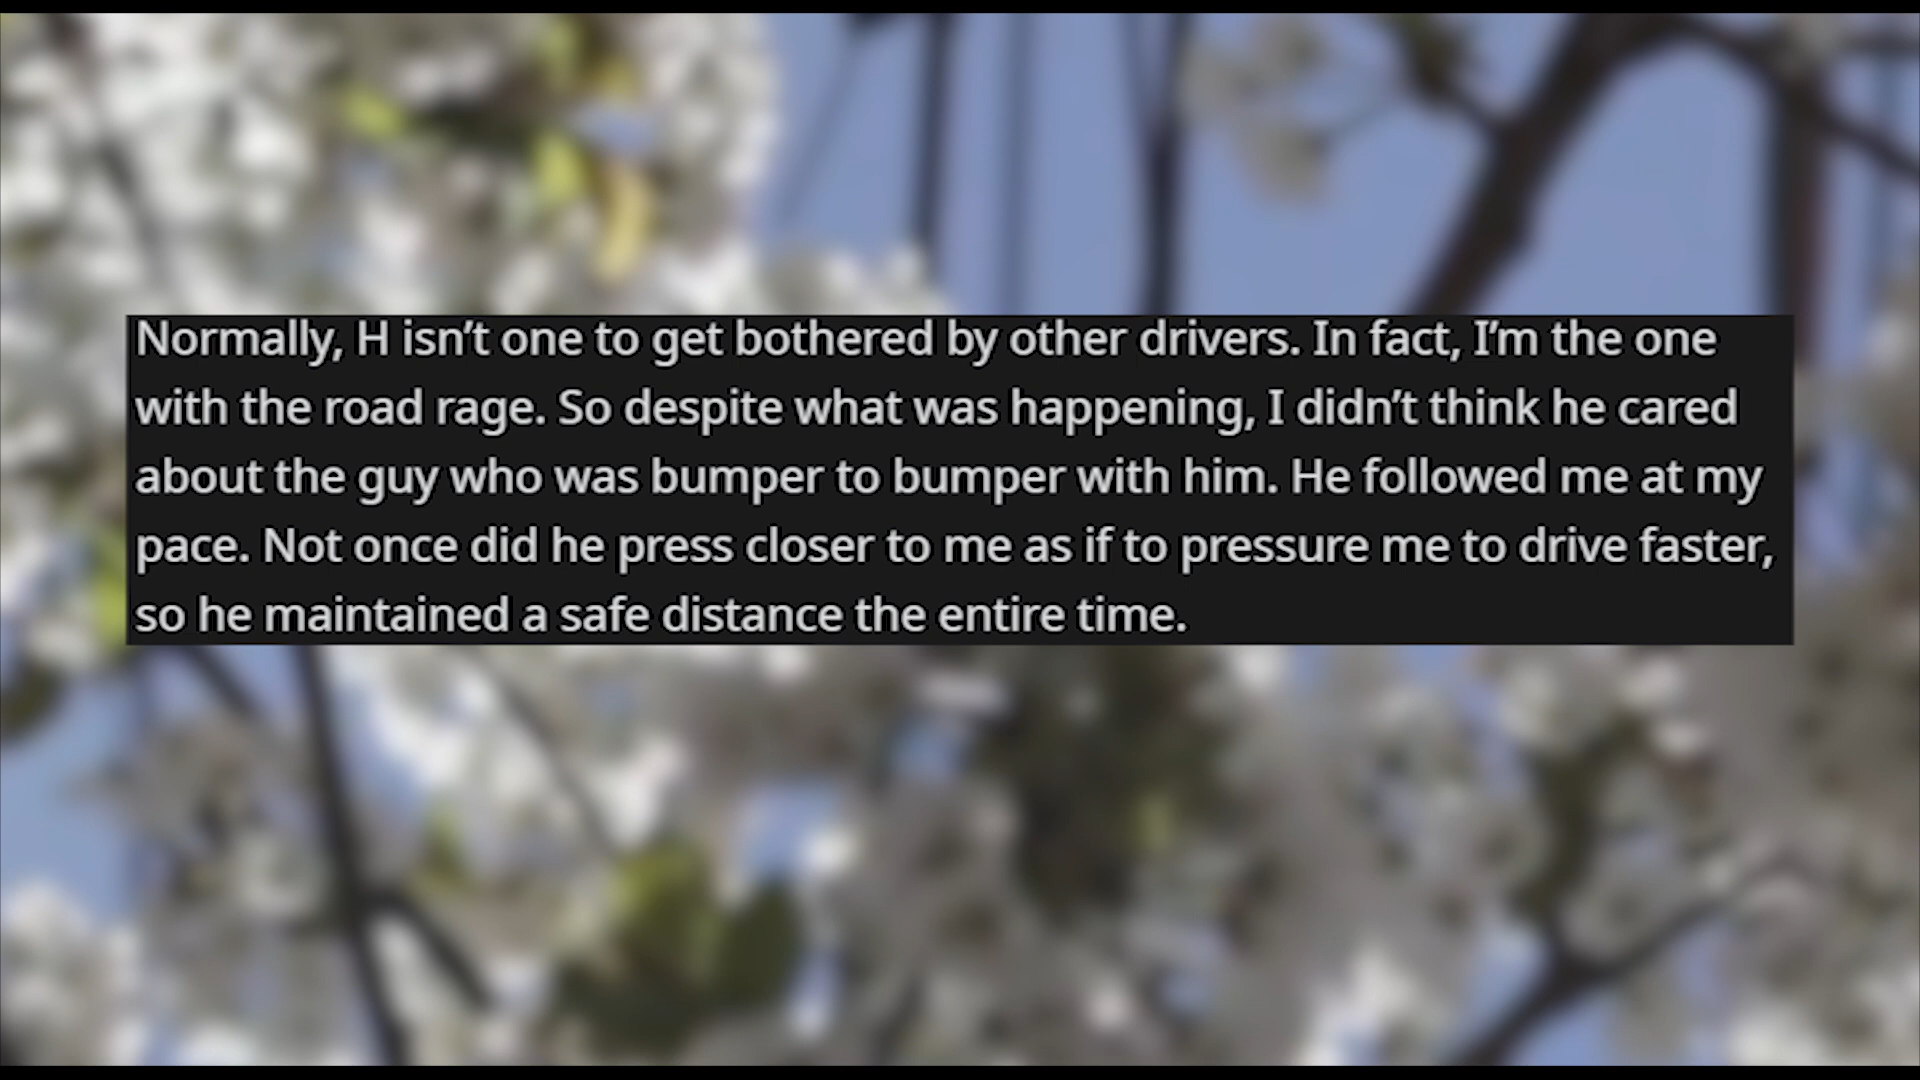 Normally, H isn’t one to get bothered by other drivers. In fact, I’m the one
with the road rage. So despite what was happening, I didn’t think he cared
about the guy who was bumper to bumper with him. He followed me at my
pace. Not once did he press closer to me as if to pressure me to drive faster,
so he maintained a safe distance the entire time.